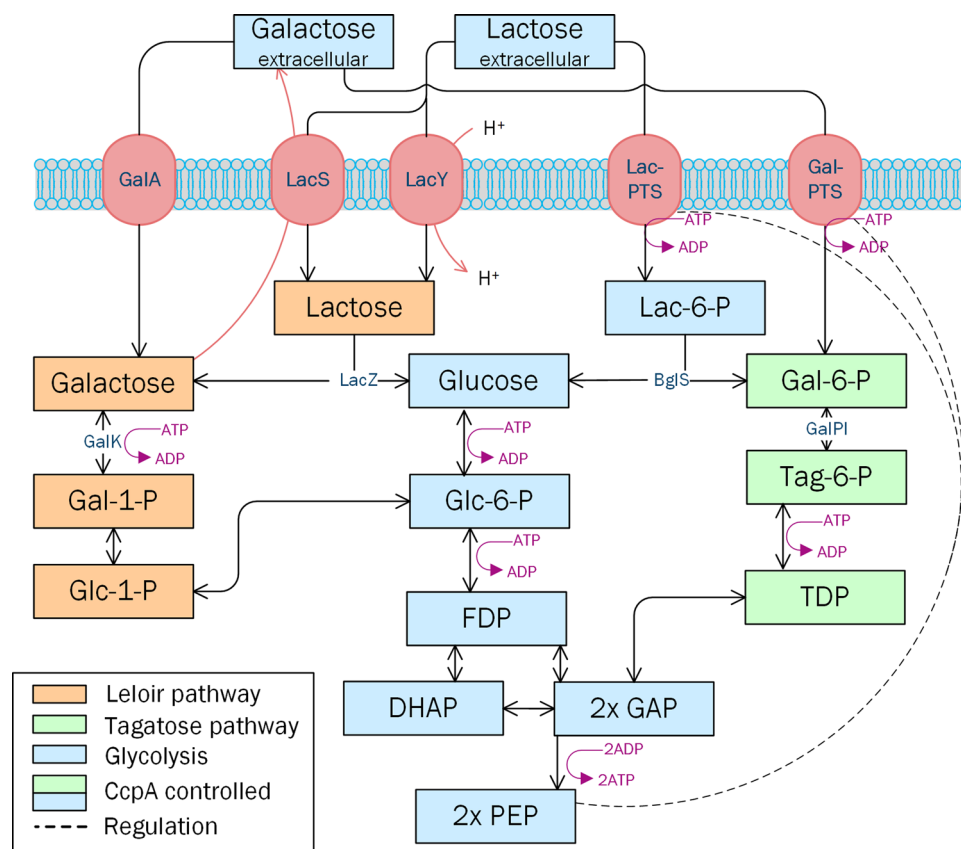 Galactose
extracellular
Lactose
extracellular
H+
GalA
LacS
LacY
Lac-
PTS
Gal-
PTS
ATP
ADP
ATP
ADP
H+
Lactose
Lac-6-P
Galactose
LacZ
Glucose
BglS
Gal-6-P
GalK
ATP
ADP
ATP
ADP
GalPI
Gal-1-P
Glc-6-P
Tag-6-P
ATP
ADP
ATP
ADP
Glc-1-P
FDP
TDP
DHAP
2x GAP
2ADP
2ATP
2x PEP
Leloir pathway
Tagatose pathway
Glycolysis
CcpA controlled
Regulation